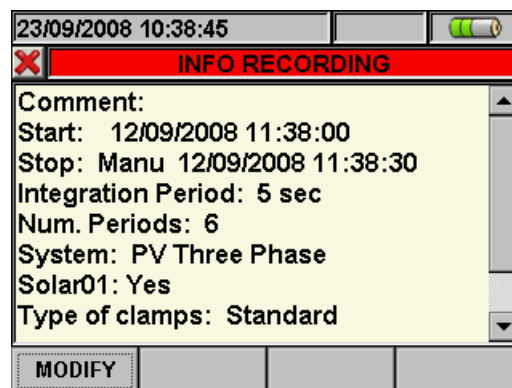 23/09/2008 10:38:45
INFO RECORDING
Comment:
Start: 12/09/2008 11:38:00
Stop: Manu 12/09/2008 11:38:30
Integration Period: 5 sec
Num. Periods: 6
System: PV Three Phase
Solar01: Yes
Type of clamps: Standard
MODIFY